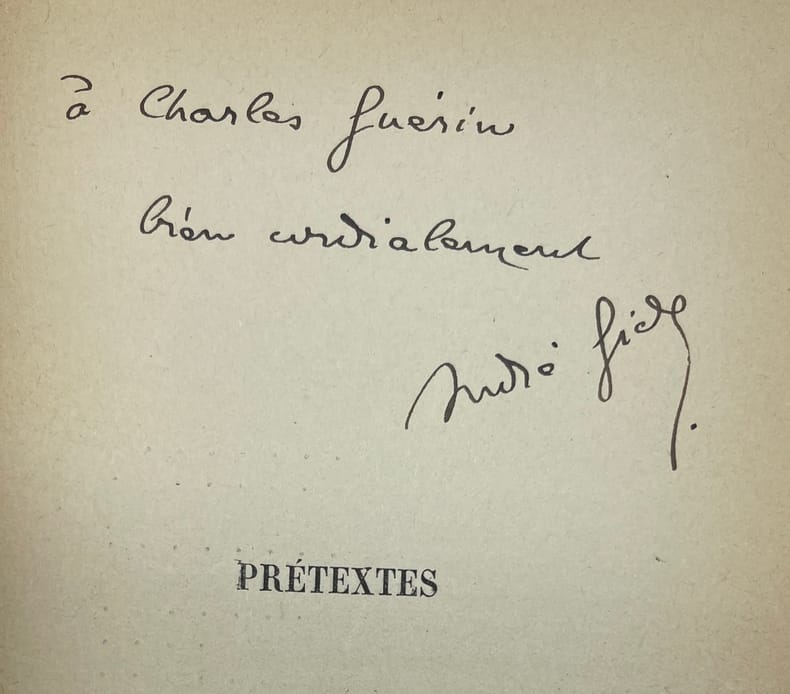 à Charles Guérin
bien cordialement
André Gide.
PRÉTEXTES